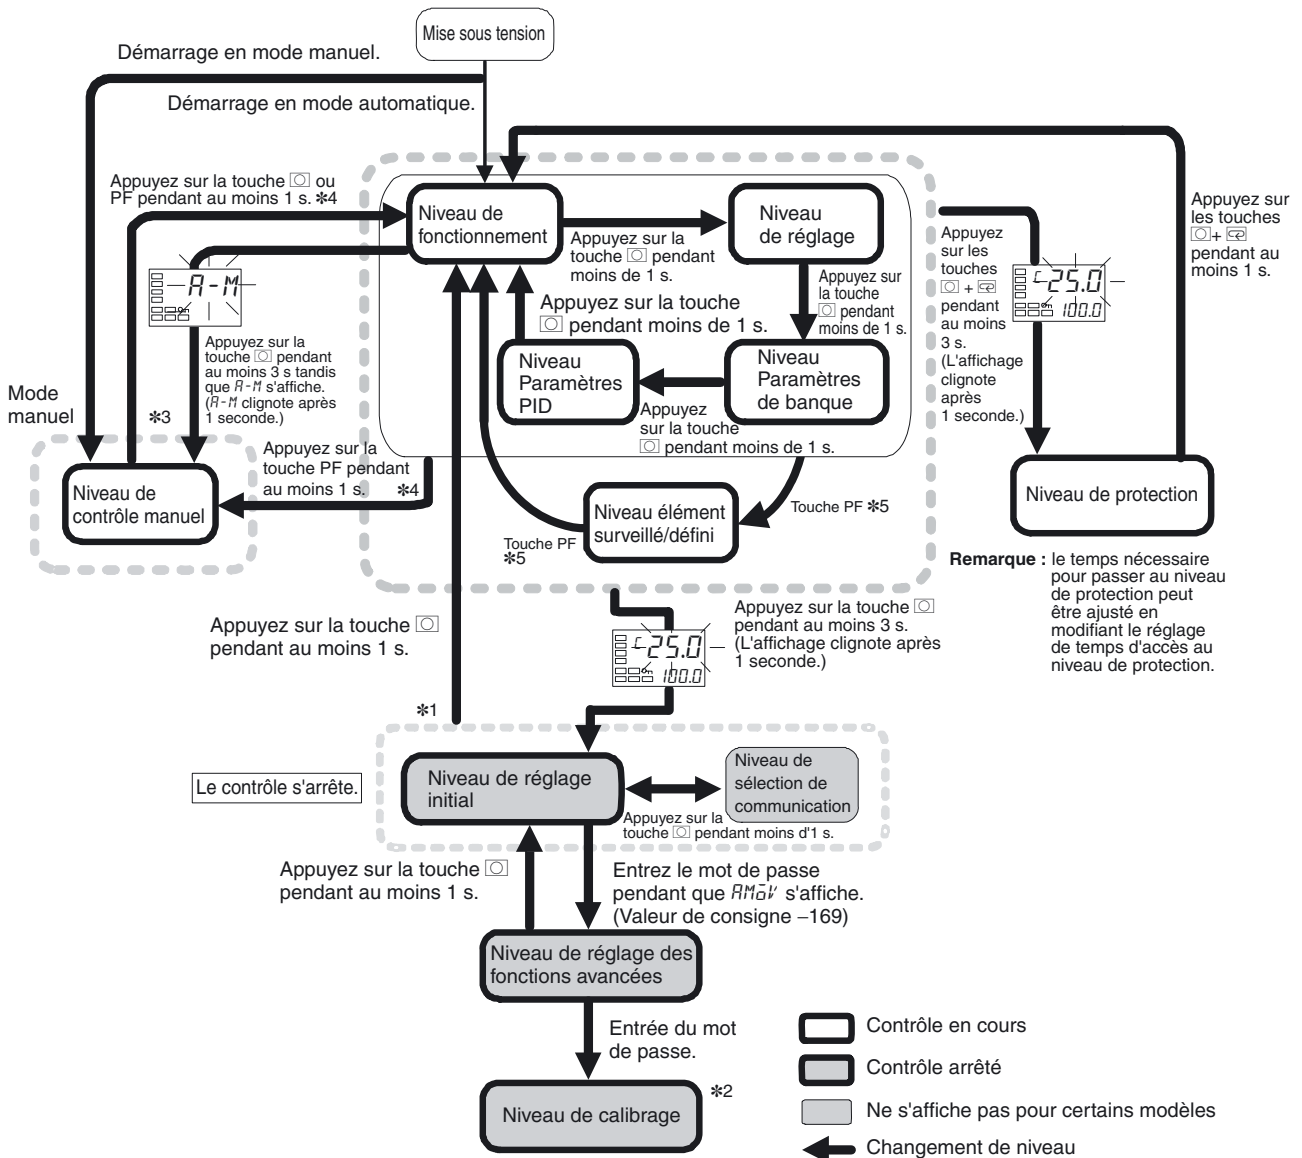 Mise sous tension
Démarrage en mode manuel.
Démarrage en mode automatique.
Appuyez sur la touche ou
PF pendant au moins 1 s. *4
A-M
Appuyez sur la
touche pendant
au moins 3 s tandis
que A-M s'affiche.
(A-M clignote après
1 seconde.)
*3
Mode
manuel
Niveau de
contrôle manuel
Appuyez sur la
touche PF pendant
au moins 1 s. *4
Niveau de
fonctionnement
Appuyez sur la
touche pendant
moins de 1 s.
Niveau
de réglage
Appuyez sur
la touche
pendant
moins de 1 s.
Appuyez sur la touche
pendant moins de 1 s.
Niveau
Paramètres
PID
Niveau
Paramètres
de banque
Appuyez
sur la touche
pendant moins de 1 s.
Niveau élément
surveillé/défini
Touche PF *5
Touche PF
*5
Appuyez
sur les
touches
+
pendant
au moins
3 s.
(L'affichage
clignote
après
1 seconde.)
C 25.0
100.0
Appuyez sur
les touches
+
pendant au
moins 1 s.
Niveau de protection
Remarque : le temps nécessaire
pour passer au niveau
de protection peut
être ajusté en
modifiant le réglage
de temps d'accès au
niveau de protection.
Appuyez sur la touche
pendant au moins 1 s.
*1
C 25.0
100.0
Appuyez sur la touche
pendant au moins 3 s.
(L'affichage clignote après
1 seconde.)
Le contrôle s'arrête.
Niveau de réglage
initial
Niveau de
sélection de
communication
Appuyez sur la
touche pendant moins d'1 s.
Appuyez sur la touche
pendant au moins 1 s.
Entrez le mot de passe
pendant que AMoV s'affiche.
(Valeur de consigne –169)
Niveau de réglage des
fonctions avancées
Entrée du mot
de passe.
Niveau de calibrage
*2
Contrôle en cours
Contrôle arrêté
Ne s'affiche pas pour certains modèles
Changement de niveau